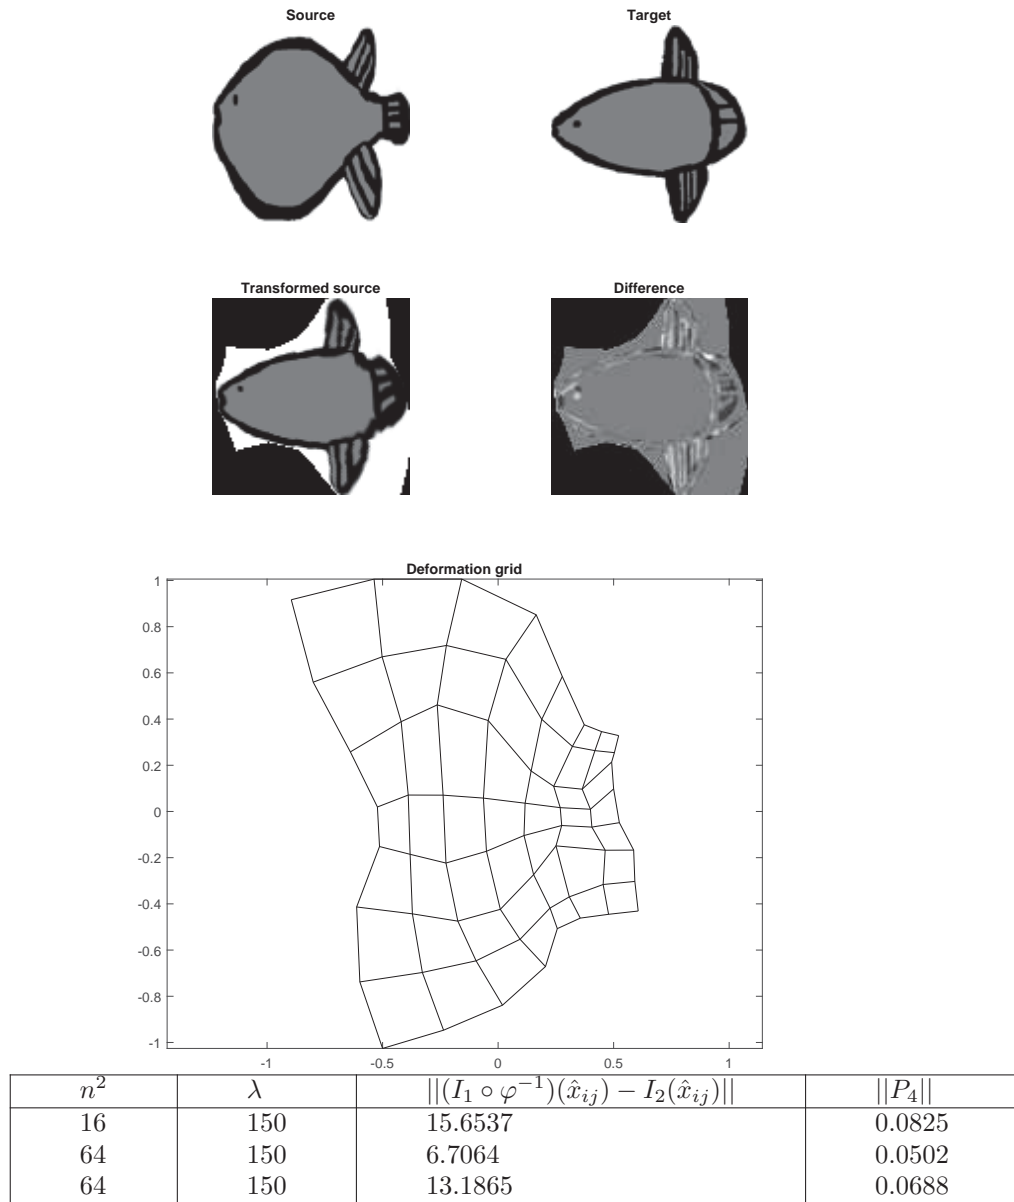 Source Target
Transformed source Difference
Deformation grid
1
0.8
0.6
0.4
0.2
0
-0.2
-0.4
-0.6
-0.8
-1
-1 -0.5 0 0.5 1
n² λ ||(I₁ ∘ φ⁻¹)(x̂ᵢⱼ) − I₂(x̂ᵢⱼ)|| ||P₄||
16 150 15.6537 0.0825
64 150 6.7064 0.0502
64 150 13.1865 0.0688